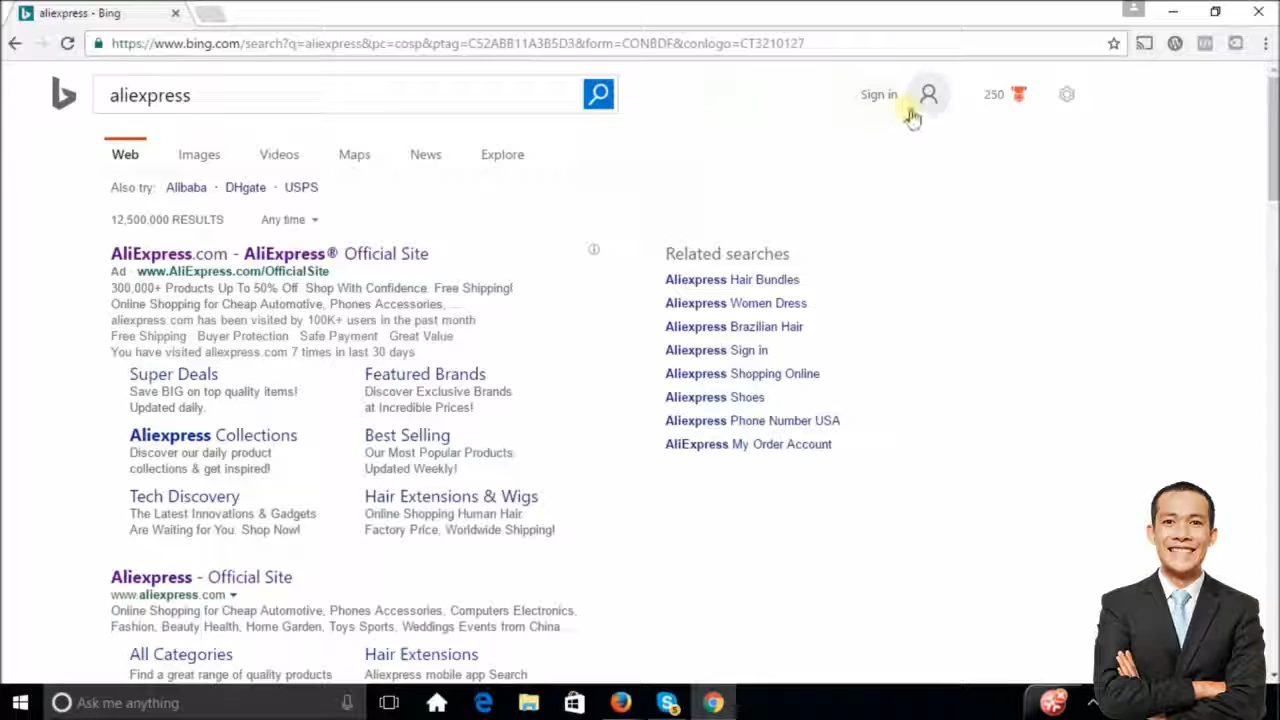 aliexpress - Bing
https://www.bing.com/search?q=aliexpress&pc=cosp&ptag=C52ABB11A3B5D3&form=CONBDF&conlogo=CT3210127
aliexpress
Sign in
250
Web Images Videos Maps News Explore
Also try: Alibaba · DHgate · USPS
12,500,000 RESULTS Any time
AliExpress.com - AliExpress® Official Site
Ad · www.AliExpress.com/OfficialSite
300,000+ Products Up To 50% Off. Shop With Confidence. Free Shipping!
Online Shopping for Cheap Automotive, Phones Accessories, ...
aliexpress.com has been visited by 100K+ users in the past month
Free Shipping Buyer Protection Safe Payment Great Value
You have visited aliexpress.com 7 times in last 30 days
Super Deals
Save BIG on top quality items!
Updated daily.
Featured Brands
Discover Exclusive Brands
at Incredible Prices!
Aliexpress Collections
Discover our daily product
collections & get inspired!
Best Selling
Our Most Popular Products
Updated Weekly!
Tech Discovery
The Latest Innovations & Gadgets
Are Waiting for You. Shop Now!
Hair Extensions & Wigs
Online Shopping Human Hair.
Factory Price, Worldwide Shipping!
Aliexpress - Official Site
www.aliexpress.com
Online Shopping for Cheap Automotive, Phones Accessories, Computers Electronics,
Fashion, Beauty Health, Home Garden, Toys Sports, Weddings Events from China ...
All Categories
Find a great range of quality products
Hair Extensions
Aliexpress mobile app Search
Related searches
Aliexpress Hair Bundles
Aliexpress Women Dress
Aliexpress Brazilian Hair
Aliexpress Sign in
Aliexpress Shopping Online
Aliexpress Shoes
Aliexpress Phone Number USA
AliExpress My Order Account
Ask me anything